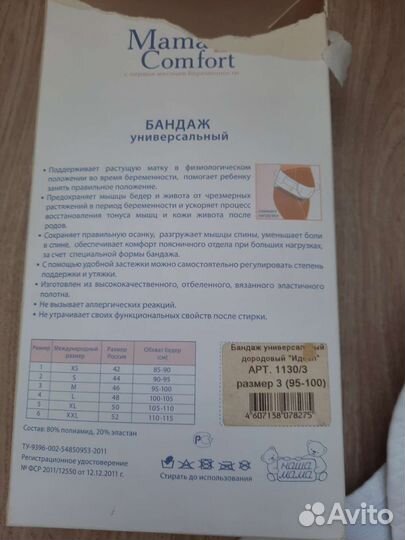 Mama
Comfort
с первых месяцев беременности
БАНДАЖ
универсальный
• Поддерживает растущую матку в физиологическом
положении во время беременности, помогает ребенку
занять правильное положение.
• Предохраняет мышцы бедер и живота от чрезмерных
растяжений в период беременности и ускоряет процесс
восстановления тонуса мышц и кожи живота после
родов.
• Сохраняет правильную осанку, разгружает мышцы спины, уменьшает боли
в спине, обеспечивает комфорт поясничного отдела при больших нагрузках,
за счет специальной формы бандажа.
• С помощью удобной застежки можно самостоятельно регулировать степень
поддержки и утяжки.
• Изготовлен из высококачественного, отбеленного, вязанного эластичного
полотна.
• Не вызывает аллергических реакций.
• Не утрачивает своих функциональных свойств после стирки.
Размер Международный размер Размер Россия Обхват бедер (см)
1 XS 42 85-90
2 S 44 90-95
3 M 46 95-100
4 L 48 100-105
5 XL 50 105-110
6 XXL 52 110-115
Бандаж универсальный
дородовый "Идеал"
АРТ. 1130/3
размер 3 (95-100)
4 607158 078275
Состав: 80% полиамид, 20% эластан
ТУ-9396-002-54850953-2011
Регистрационное удостоверение
№ ФСР 2011/12550 от 12.12.2011 г.
Стирать до использования
наша
мама
Avito